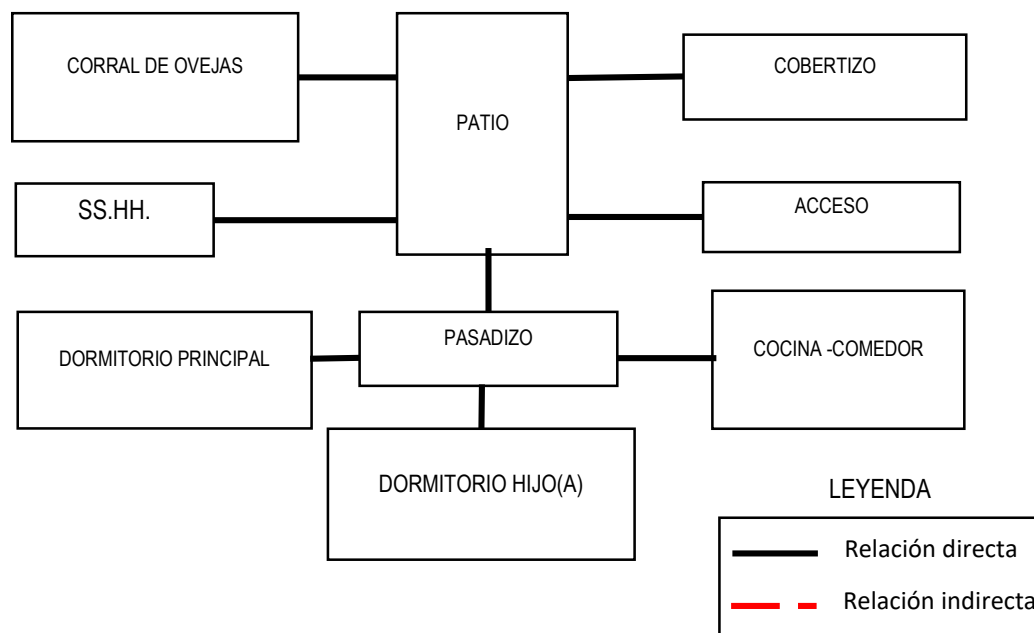 CORRAL DE OVEJAS
PATIO
COBERTIZO
SS.HH.
ACCESO
DORMITORIO PRINCIPAL
PASADIZO
COCINA -COMEDOR
DORMITORIO HIJO(A)
LEYENDA
Relación directa
Relación indirecta